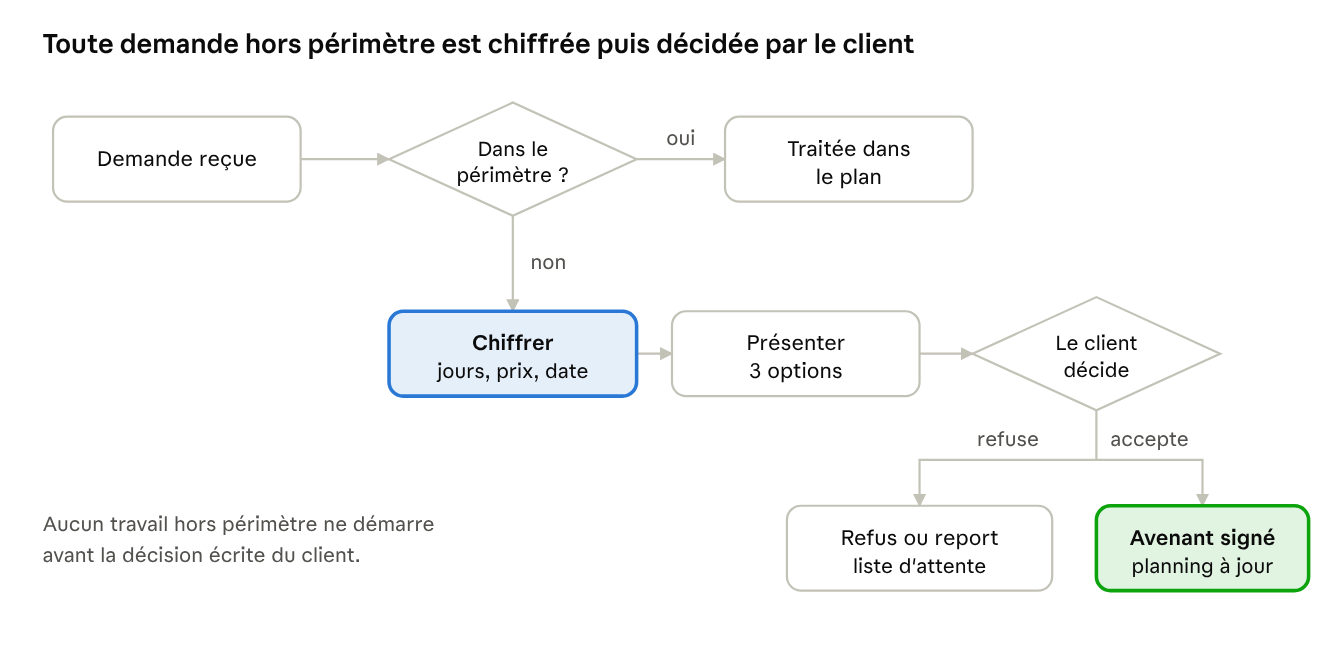 Toute demande hors périmètre est chiffrée puis décidée par le client
Demande reçue
Dans le
périmètre ?
oui
Traitée dans
le plan
non
Chiffrer
jours, prix, date
Présenter
3 options
Le client
décide
refuse
accepte
Refus ou report
liste d'attente
Avenant signé
planning à jour
Aucun travail hors périmètre ne démarre
avant la décision écrite du client.